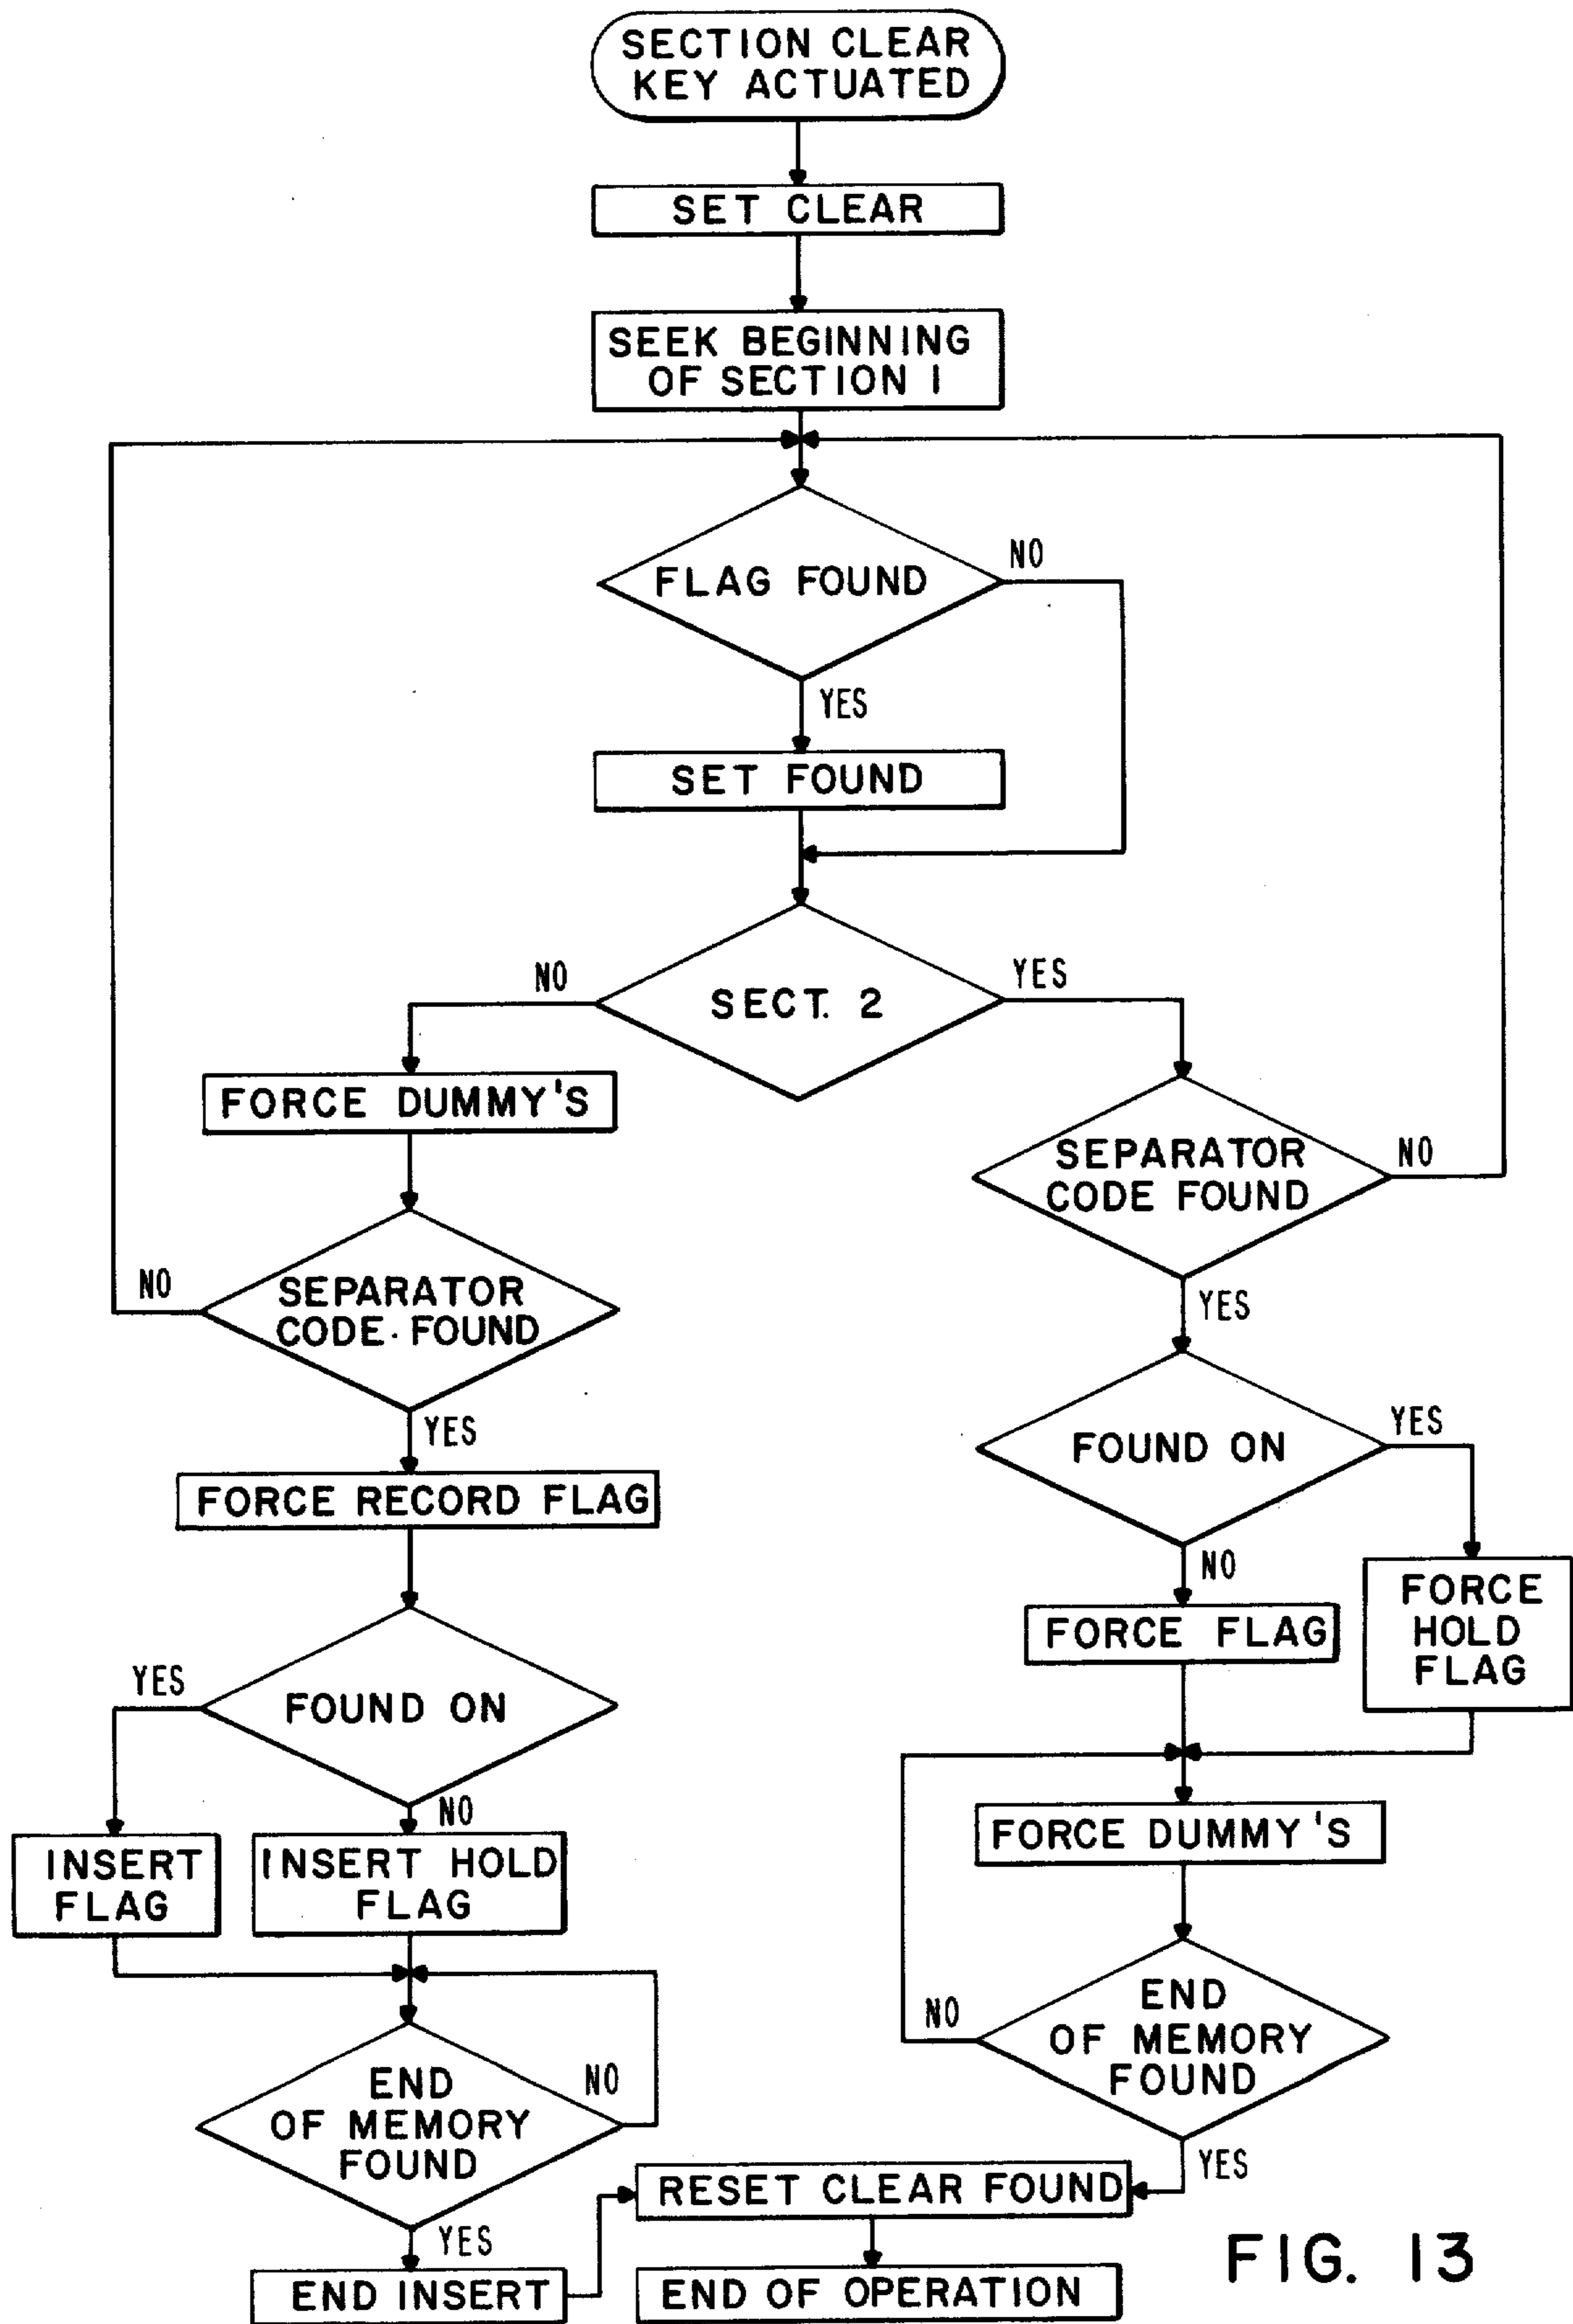 SECTION CLEAR
KEY ACTUATED
SET CLEAR
SEEK BEGINNING
OF SECTION 1
FLAG FOUND
NO
YES
SET FOUND
SECT. 2
NO
YES
FORCE DUMMY'S
SEPARATOR
CODE FOUND
NO
SEPARATOR
CODE FOUND
NO
YES
YES
FOUND ON
YES
FORCE RECORD FLAG
NO
FORCE FLAG
FORCE
HOLD
FLAG
FOUND ON
YES
NO
INSERT
FLAG
INSERT HOLD
FLAG
FORCE DUMMY'S
END
OF MEMORY
FOUND
NO
END
OF MEMORY
FOUND
NO
YES
YES
RESET CLEAR FOUND
END INSERT
END OF OPERATION
FIG. 13